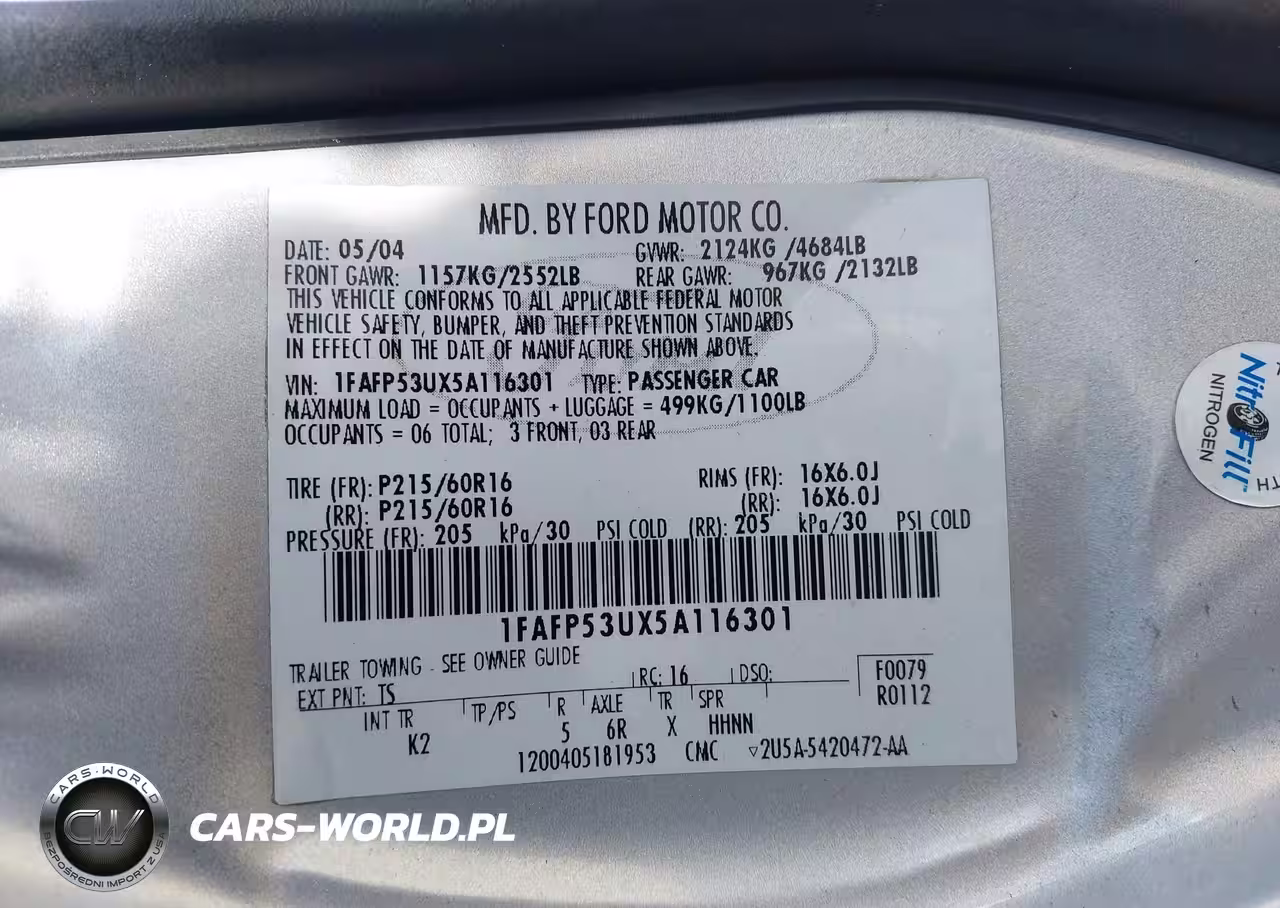 MFD. BY FORD MOTOR CO.
DATE: 05/04 GVWR: 2124KG /4684LB
FRONT GAWR: 1157KG/2552LB REAR GAWR: 967KG /2132LB
THIS VEHICLE CONFORMS TO ALL APPLICABLE FEDERAL MOTOR
VEHICLE SAFETY, BUMPER, AND THEFT PREVENTION STANDARDS
IN EFFECT ON THE DATE OF MANUFACTURE SHOWN ABOVE.
VIN: 1FAFP53UX5A116301 TYPE: PASSENGER CAR
MAXIMUM LOAD = OCCUPANTS + LUGGAGE = 499KG/1100LB
OCCUPANTS = 06 TOTAL; 3 FRONT, 03 REAR
TIRE (FR): P215/60R16 RIMS (FR): 16X6.0J
(RR): P215/60R16 (RR): 16X6.0J
PRESSURE (FR): 205 kPa/30 PSI COLD (RR): 205 kPa/30 PSI COLD
1FAFP53UX5A116301
TRAILER TOWING - SEE OWNER GUIDE
EXT PNT: TS RC: 16 DSO: F0079
R0112
INT TR TP/PS R AXLE TR SPR
K2 5 6R X HHNN
1200405181953 CMC ▽2U5A-5420472-AA
NitroFill
NITROGEN
CARS-WORLD
CW
BEZPOŚREDNI IMPORT Z USA
CARS-WORLD.PL